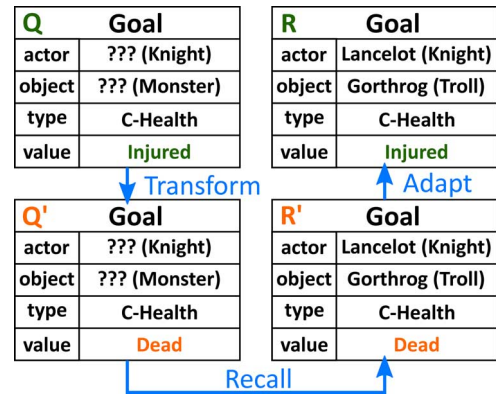 Q Goal
actor ??? (Knight)
object ??? (Monster)
type C-Health
value Injured
R Goal
actor Lancelot (Knight)
object Gorthrog (Troll)
type C-Health
value Injured
Transform
Adapt
Q' Goal
actor ??? (Knight)
object ??? (Monster)
type C-Health
value Dead
R' Goal
actor Lancelot (Knight)
object Gorthrog (Troll)
type C-Health
value Dead
Recall